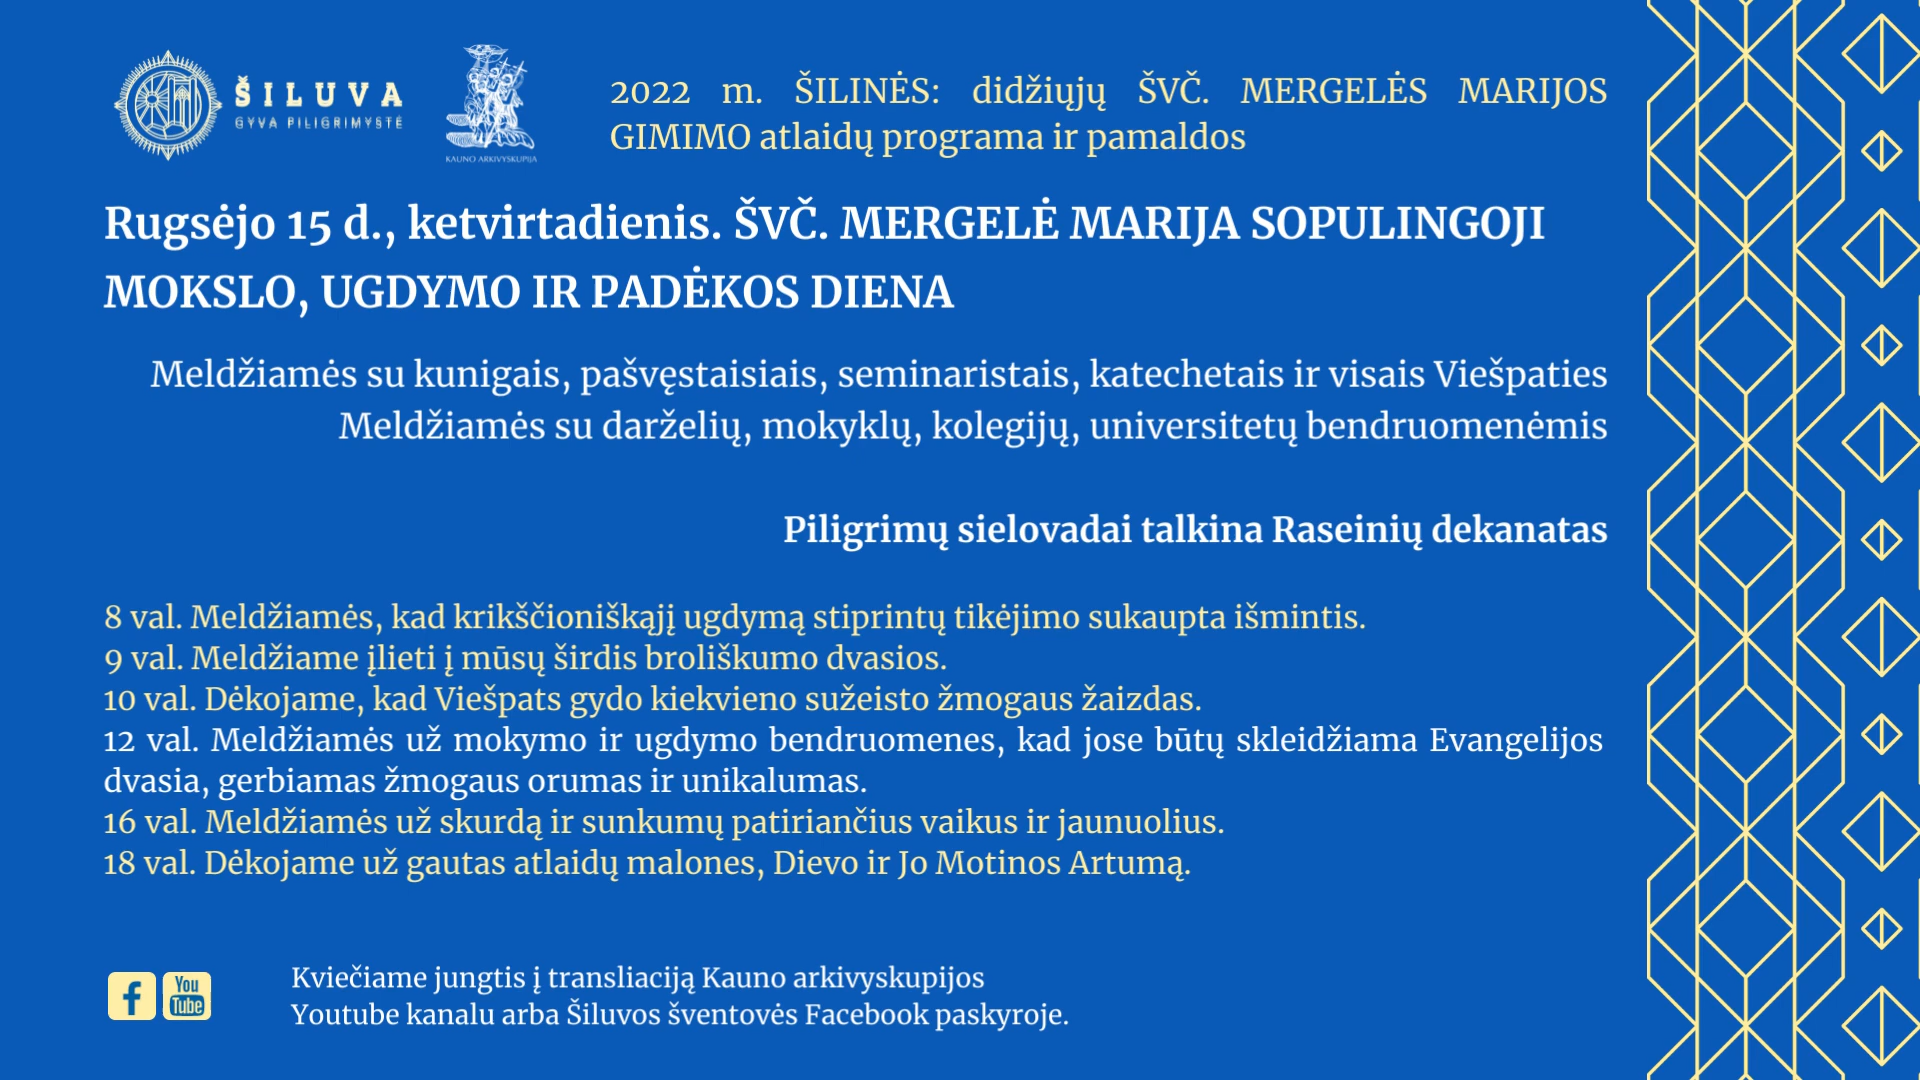 ŠILUVA
GYVA PILIGRIMYSTĖ
KAUNO ARKIVYSKUPIJA
2022 m. ŠILINĖS: didžiųjų ŠVČ. MERGELĖS MARIJOS
GIMIMO atlaidų programa ir pamaldos
Rugsėjo 15 d., ketvirtadienis. ŠVČ. MERGELĖ MARIJA SOPULINGOJI
MOKSLO, UGDYMO IR PADĖKOS DIENA
Meldžiamės su kunigais, pašvęstaisiais, seminaristais, katechetais ir visais Viešpaties
Meldžiamės su darželių, mokyklų, kolegijų, universitetų bendruomenėmis
Piligrimų sielovadai talkina Raseinių dekanatas
8 val. Meldžiamės, kad krikščioniškąjį ugdymą stiprintų tikėjimo sukaupta išmintis.
9 val. Meldžiame įlieti į mūsų širdis broliškumo dvasios.
10 val. Dėkojame, kad Viešpats gydo kiekvieno sužeisto žmogaus žaizdas.
12 val. Meldžiamės už mokymo ir ugdymo bendruomenes, kad jose būtų skleidžiama Evangelijos
dvasia, gerbiamas žmogaus orumas ir unikalumas.
16 val. Meldžiamės už skurdą ir sunkumų patiriančius vaikus ir jaunuolius.
18 val. Dėkojame už gautas atlaidų malones, Dievo ir Jo Motinos Artumą.
f
You
Tube
Kviečiame jungtis į transliaciją Kauno arkivyskupijos
Youtube kanalu arba Šiluvos šventovės Facebook paskyroje.